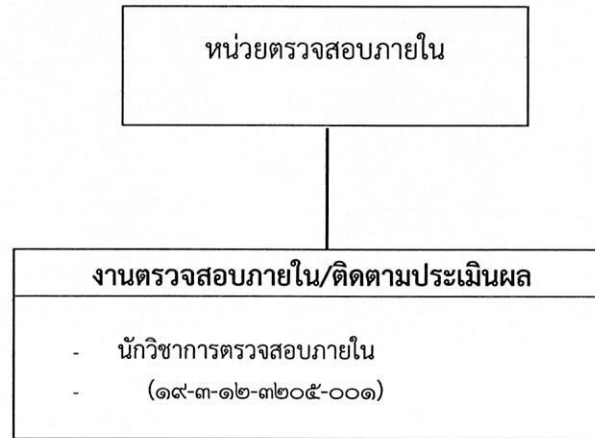 หน่วยตรวจสอบภายใน
งานตรวจสอบภายใน/ติดตามประเมินผล
- นักวิชาการตรวจสอบภายใน
- (๑๙-๓-๑๒-๓๒๐๕-๐๐๑)